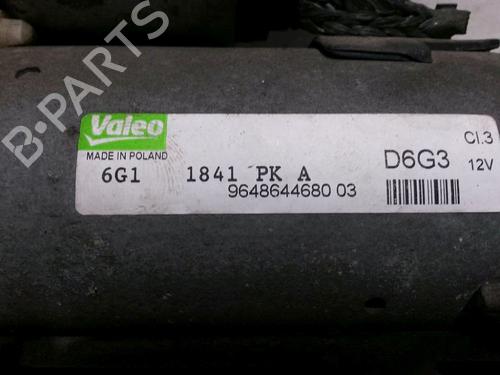 B-PARTS
Valeo
MADE IN POLAND
6G1 1841 PK A
9648644680 03
D6G3
Cl.3
12V